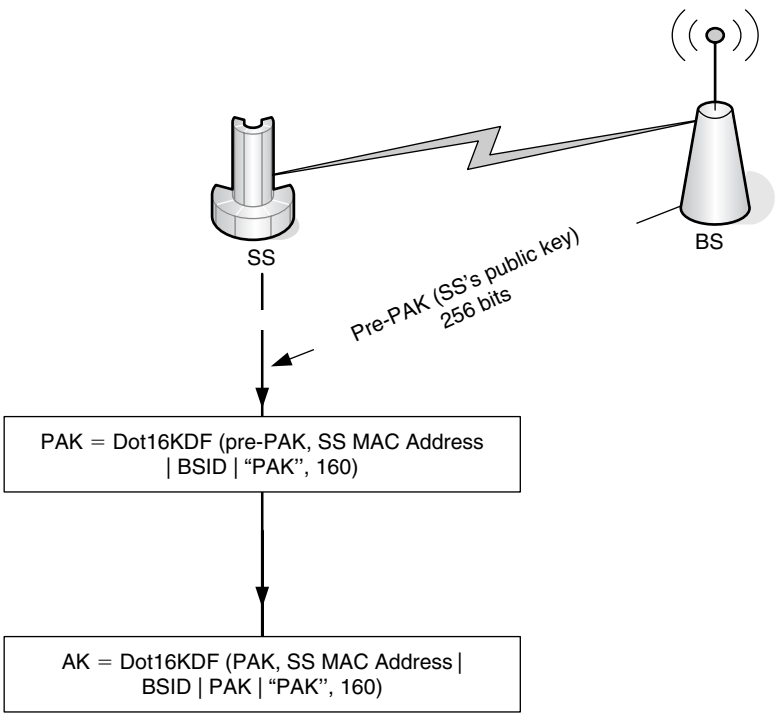 SS
BS
Pre-PAK (SS's public key)
256 bits
PAK = Dot16KDF (pre-PAK, SS MAC Address
| BSID | “PAK’’, 160)
AK = Dot16KDF (PAK, SS MAC Address |
BSID | PAK | “PAK’’, 160)